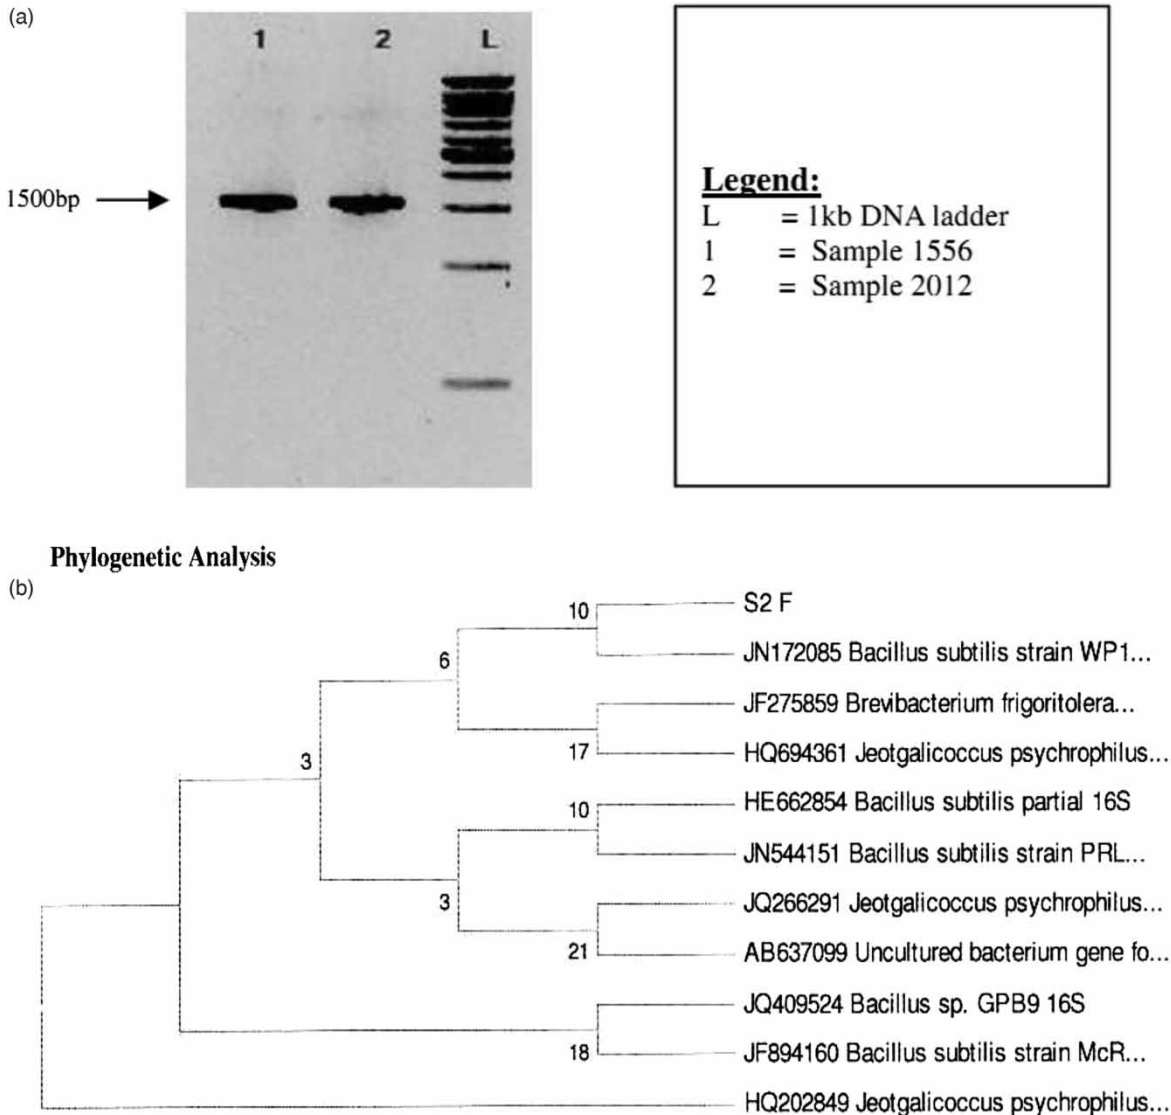 (a)
1 2 L
1500bp
Legend:
L = 1kb DNA ladder
1 = Sample 1556
2 = Sample 2012
Phylogenetic Analysis
(b)
10 S2 F
JN172085 Bacillus subtilis strain WP1...
6
JF275859 Brevibacterium frigoritolera...
17 HQ694361 Jeotgalicoccus psychrophilus...
3
10 HE662854 Bacillus subtilis partial 16S
JN544151 Bacillus subtilis strain PRL...
3 JQ266291 Jeotgalicoccus psychrophilus...
21 AB637099 Uncultured bacterium gene fo...
JQ409524 Bacillus sp. GPB9 16S
18 JF894160 Bacillus subtilis strain McR...
HQ202849 Jeotgalicoccus psychrophilus...